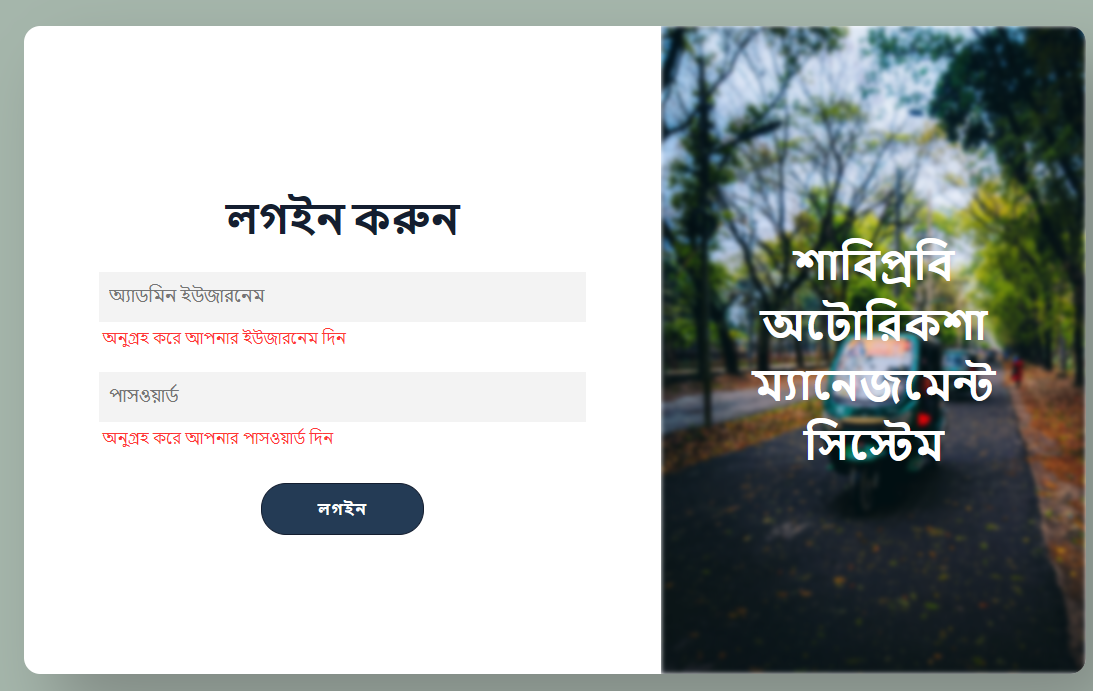 লগইন করুন
অ্যাডমিন ইউজারনেম
অনুগ্রহ করে আপনার ইউজারনেম দিন
পাসওয়ার্ড
অনুগ্রহ করে আপনার পাসওয়ার্ড দিন
লগইন
শাবিপ্রবি
অটোরিকশা
ম্যানেজমেন্ট
সিস্টেম